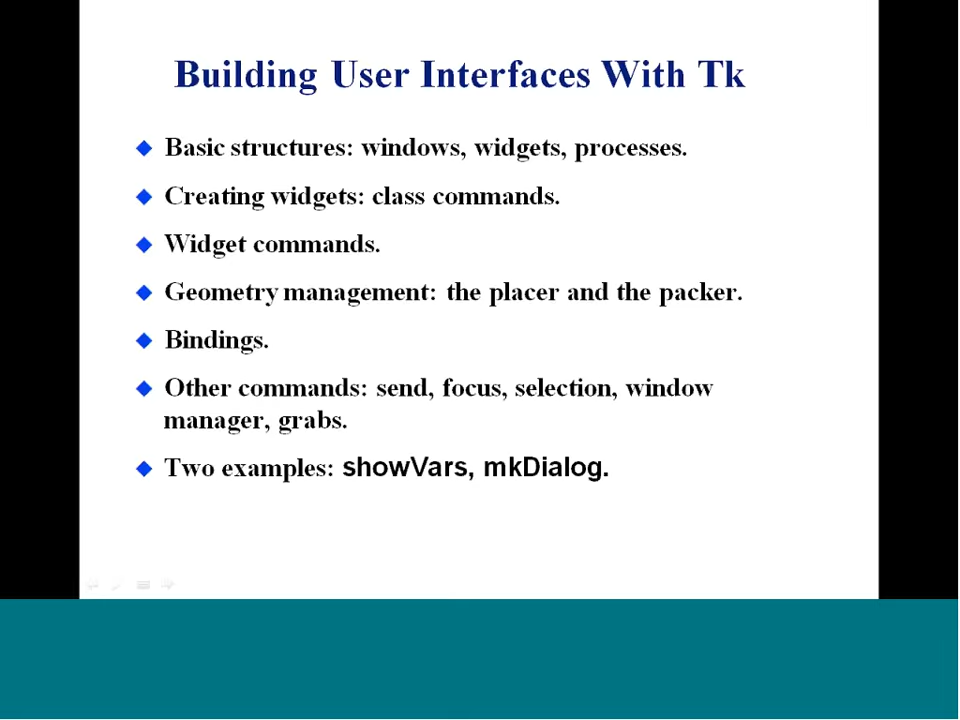 Building User Interfaces With Tk
Basic structures: windows, widgets, processes.
Creating widgets: class commands.
Widget commands.
Geometry management: the placer and the packer.
Bindings.
Other commands: send, focus, selection, window
manager, grabs.
Two examples: showVars, mkDialog.